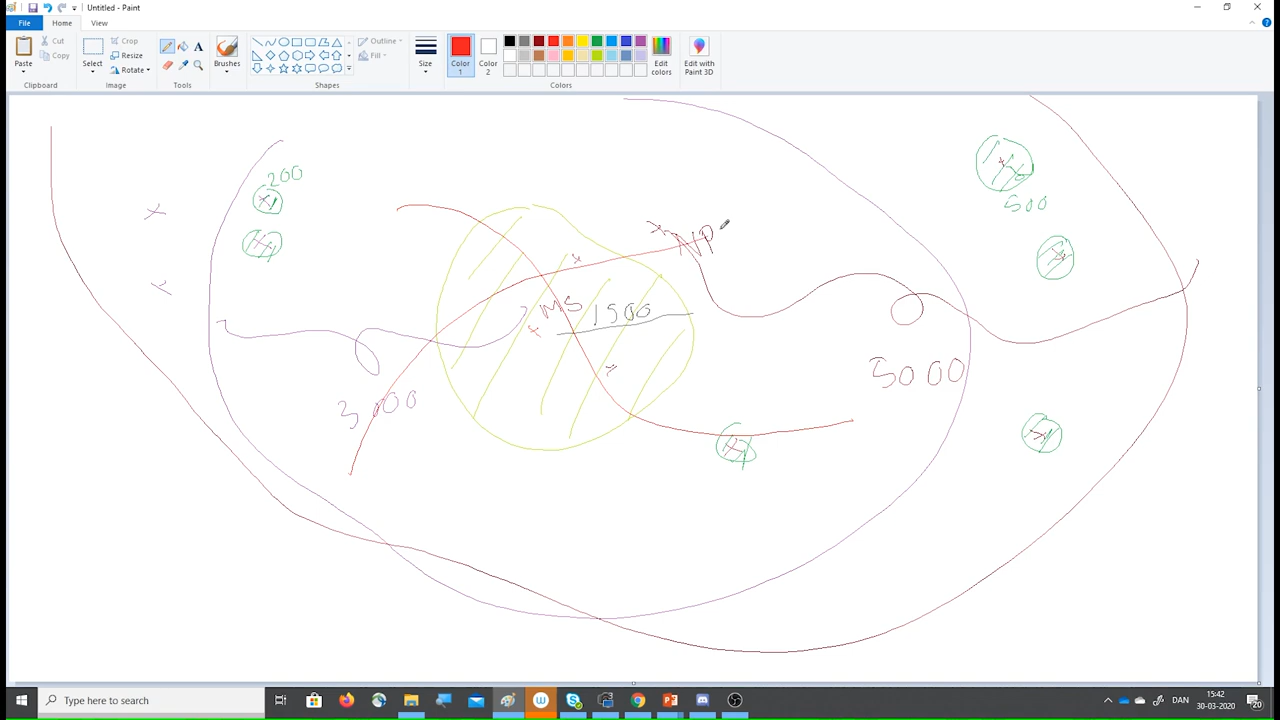 Untitled - Paint
File
Home
View
Paste
Cut
Copy
Clipboard
Select
Crop
Resize
Rotate
Image
Tools
Brushes
Shapes
Outline
Fill
Size
Color 1
Color 2
Edit colors
Edit with Paint 3D
Colors
200
500
MS
1500
3000
5000
Type here to search
DAN
15:42
30-03-2020
20